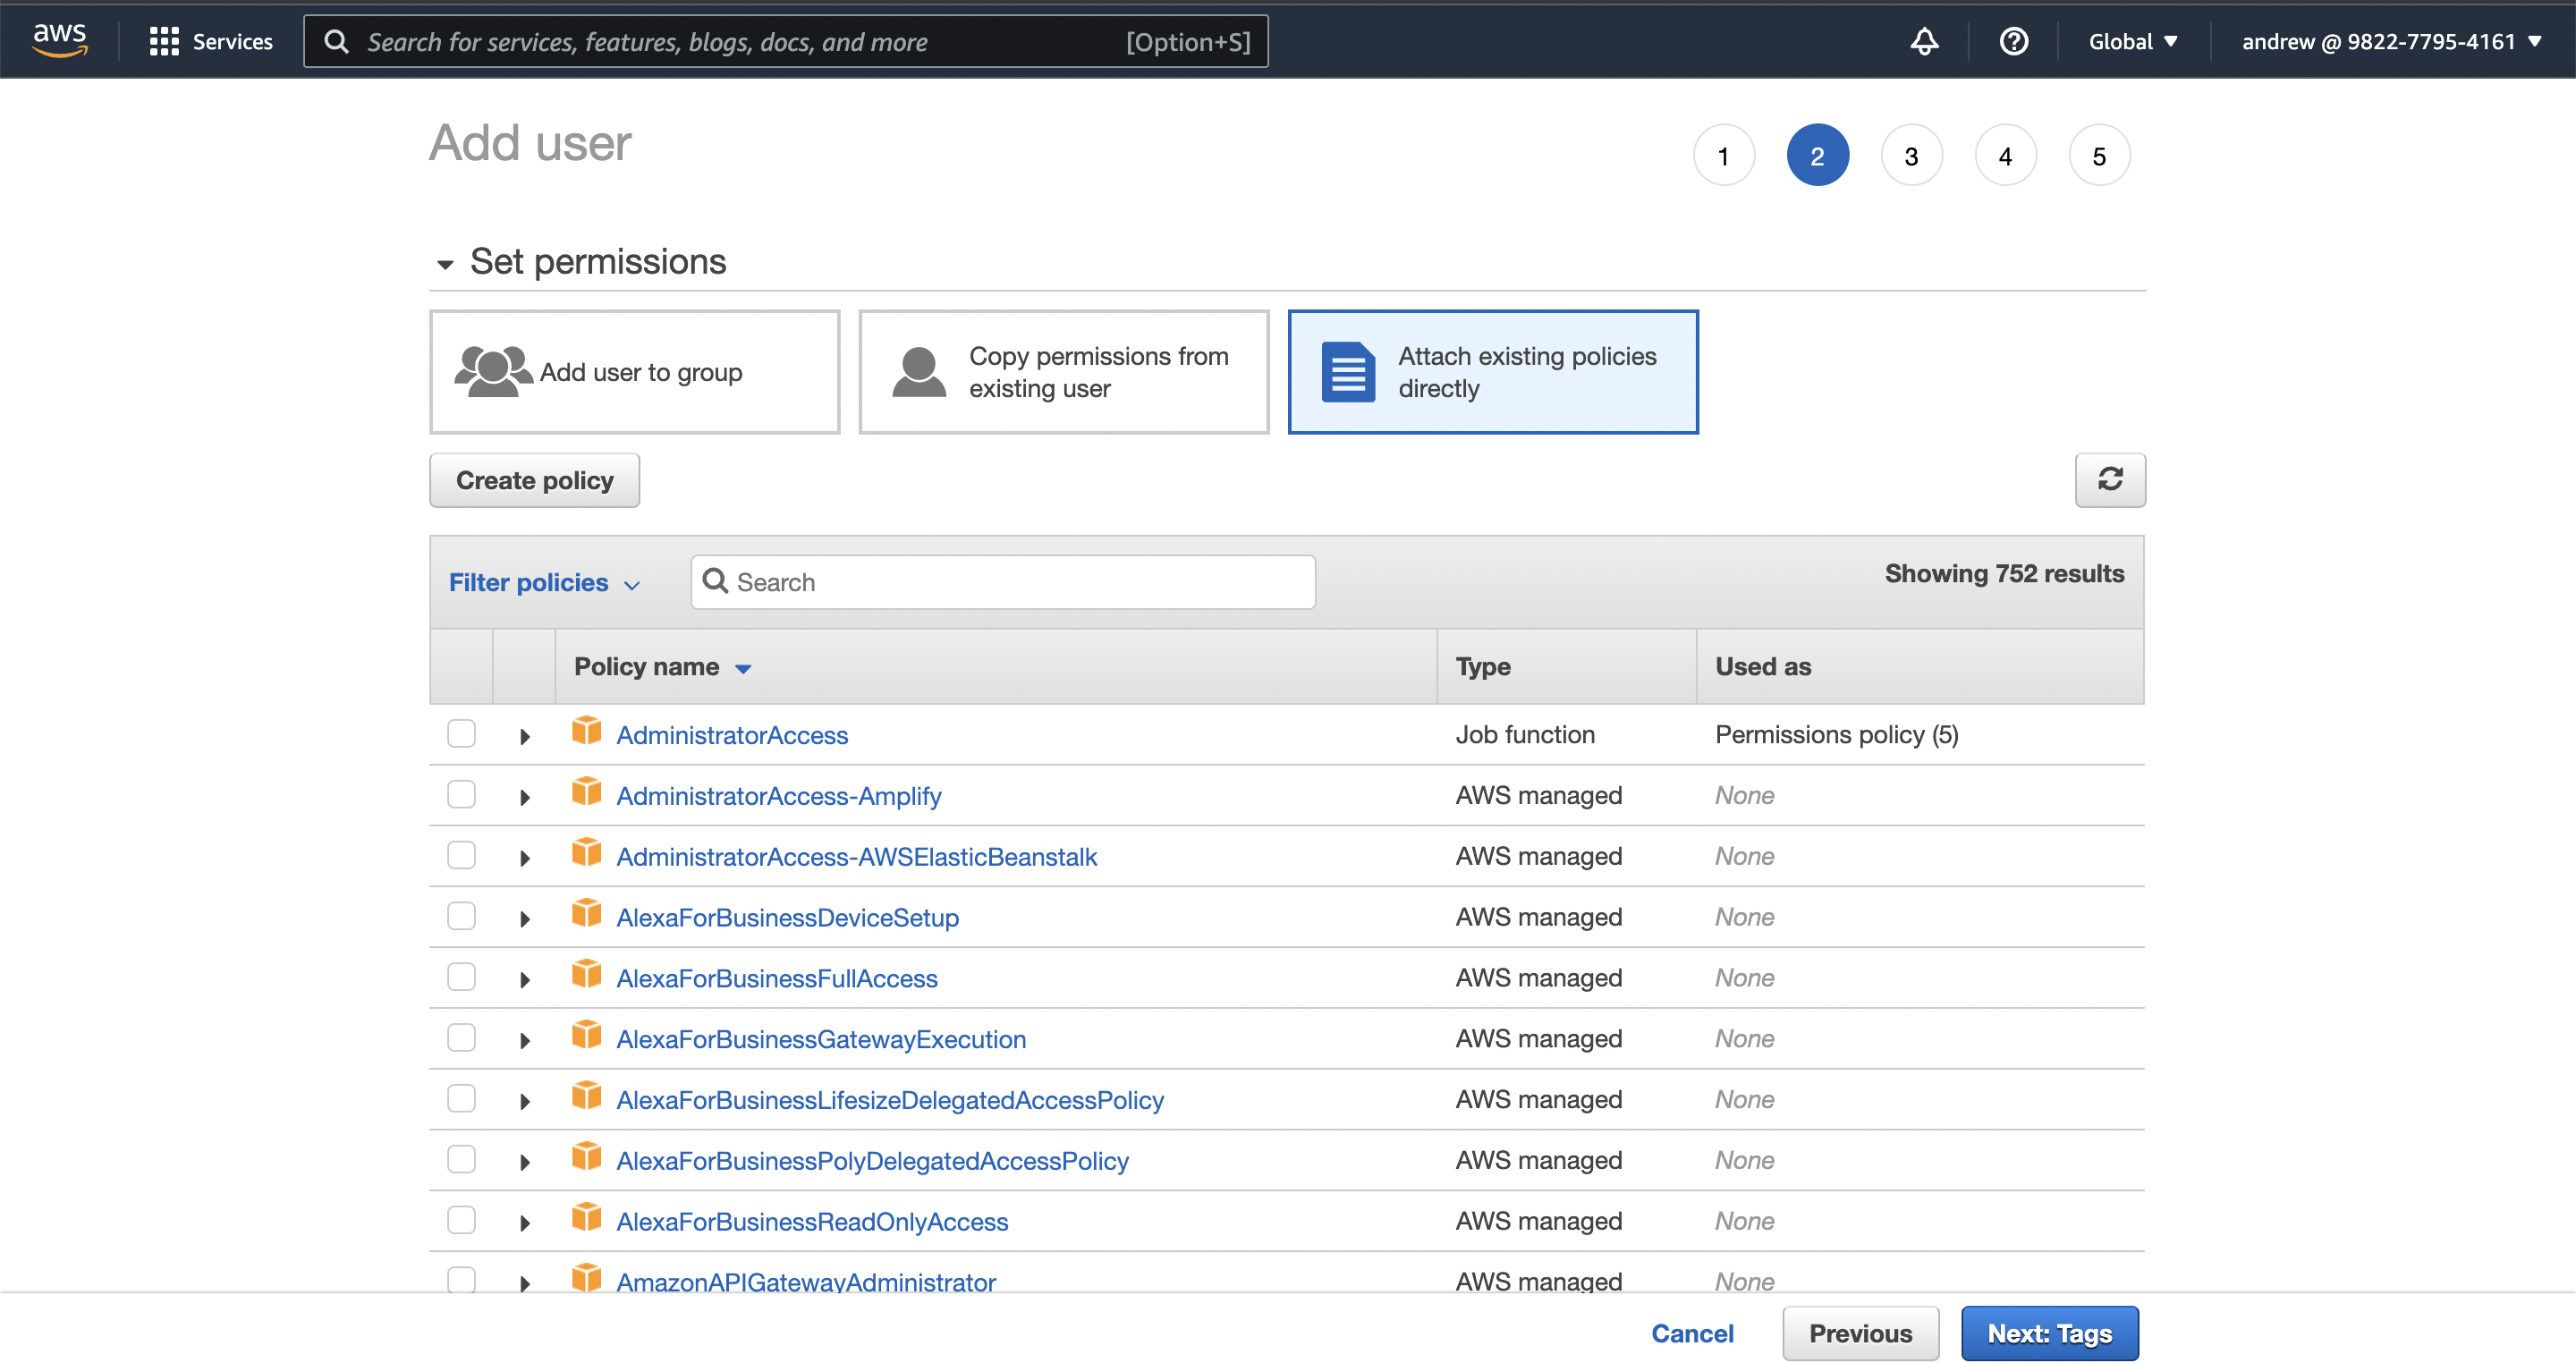 aws
Services
Search for services, features, blogs, docs, and more
[Option+S]
Global
andrew @ 9822-7795-4161
Add user
1
2
3
4
5
Set permissions
Add user to group
Copy permissions from
existing user
Attach existing policies
directly
Create policy
Filter policies
Search
Showing 752 results
Policy name
Type
Used as
AdministratorAccess
Job function
Permissions policy (5)
AdministratorAccess-Amplify
AWS managed
None
AdministratorAccess-AWSElasticBeanstalk
AWS managed
None
AlexaForBusinessDeviceSetup
AWS managed
None
AlexaForBusinessFullAccess
AWS managed
None
AlexaForBusinessGatewayExecution
AWS managed
None
AlexaForBusinessLifesizeDelegatedAccessPolicy
AWS managed
None
AlexaForBusinessPolyDelegatedAccessPolicy
AWS managed
None
AlexaForBusinessReadOnlyAccess
AWS managed
None
AmazonAPIGatewayAdministrator
AWS managed
None
Cancel
Previous
Next: Tags